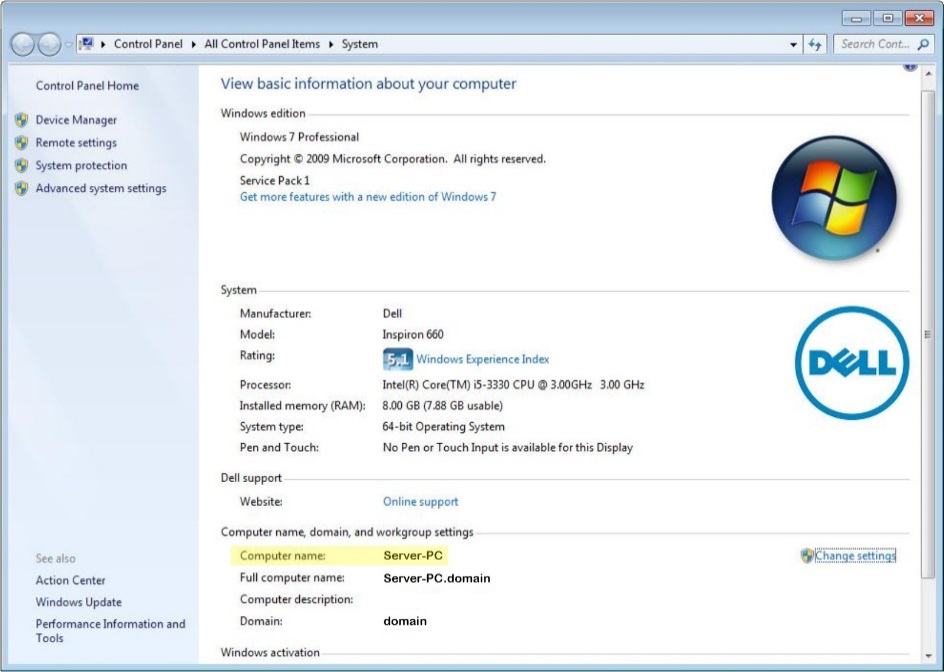 Control Panel ▸ All Control Panel Items ▸ System
Search Cont...
Control Panel Home
Device Manager
Remote settings
System protection
Advanced system settings
See also
Action Center
Windows Update
Performance Information and
Tools
View basic information about your computer
Windows edition
Windows 7 Professional
Copyright © 2009 Microsoft Corporation. All rights reserved.
Service Pack 1
Get more features with a new edition of Windows 7
System
Manufacturer: Dell
Model: Inspiron 660
Rating: 5.1 Windows Experience Index
Processor: Intel(R) Core(TM) i5-3330 CPU @ 3.00GHz 3.00 GHz
Installed memory (RAM): 8.00 GB (7.88 GB usable)
System type: 64-bit Operating System
Pen and Touch: No Pen or Touch Input is available for this Display
DELL
Dell support
Website: Online support
Computer name, domain, and workgroup settings
Computer name: Server-PC
Change settings
Full computer name: Server-PC.domain
Computer description:
Domain: domain
Windows activation